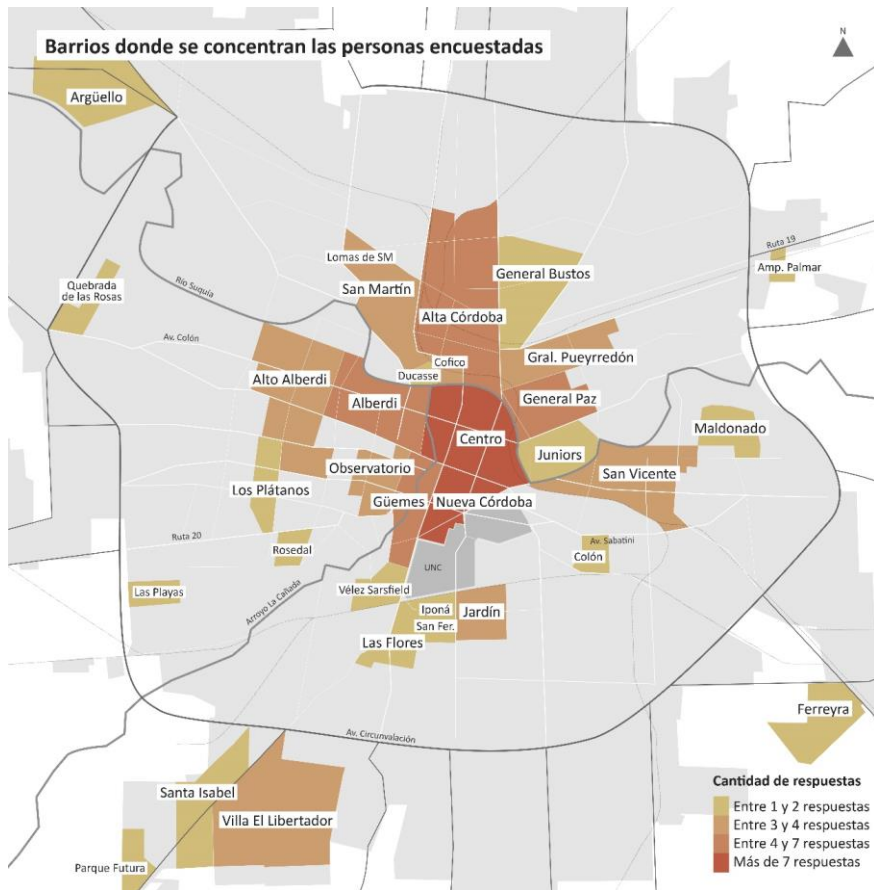 Barrios donde se concentran las personas encuestadas
N
Argüello
Lomas de SM
Ruta 19
Amp. Palmar
General Bustos
Quebrada
de las Rosas
Río Suquía
San Martín
Alta Córdoba
Av. Colón
Cofico
Gral. Pueyrredón
Ducasse
Alto Alberdi
General Paz
Alberdi
Maldonado
Centro
Juniors
Observatorio
San Vicente
Los Plátanos
Güemes
Nueva Córdoba
Ruta 20
Av. Sabatini
Rosedal
Colón
UNC
Las Playas
Vélez Sarsfield
Arroyo La Cañada
Iponá
Jardín
San Fer.
Las Flores
Ferreyra
Av. Circunvalación
Santa Isabel
Villa El Libertador
Parque Futura
Cantidad de respuestas
Entre 1 y 2 respuestas
Entre 3 y 4 respuestas
Entre 4 y 7 respuestas
Más de 7 respuestas